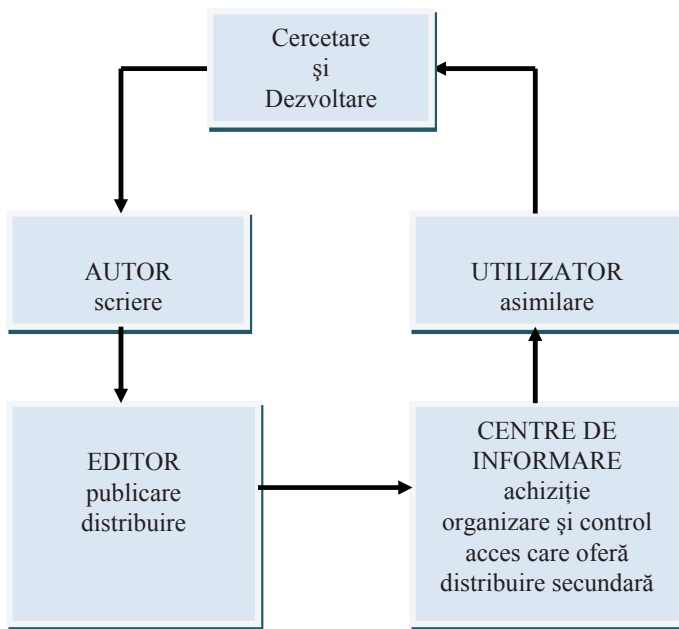 Cercetare
şi
Dezvoltare
AUTOR
scriere
UTILIZATOR
asimilare
EDITOR
publicare
distribuire
CENTRE DE
INFORMARE
achiziție
organizare şi control
acces care oferă
distribuire secundară